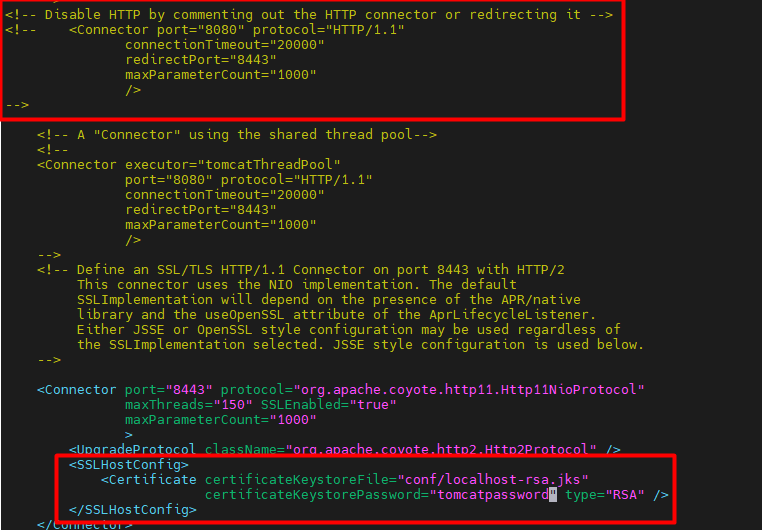 <!-- Disable HTTP by commenting out the HTTP connector or redirecting it -->
<!--    <Connector port="8080" protocol="HTTP/1.1"
               connectionTimeout="20000"
               redirectPort="8443"
               maxParameterCount="1000"
               />
-->
    <!-- A "Connector" using the shared thread pool-->
    <!--
    <Connector executor="tomcatThreadPool"
               port="8080" protocol="HTTP/1.1"
               connectionTimeout="20000"
               redirectPort="8443"
               maxParameterCount="1000"
               />
    -->
    <!-- Define an SSL/TLS HTTP/1.1 Connector on port 8443 with HTTP/2
         This connector uses the NIO implementation. The default
         SSLImplementation will depend on the presence of the APR/native
         library and the useOpenSSL attribute of the AprLifecycleListener.
         Either JSSE or OpenSSL style configuration may be used regardless of
         the SSLImplementation selected. JSSE style configuration is used below.
    -->
    <Connector port="8443" protocol="org.apache.coyote.http11.Http11NioProtocol"
               maxThreads="150" SSLEnabled="true"
               maxParameterCount="1000"
               >
        <UpgradeProtocol className="org.apache.coyote.http2.Http2Protocol" />
        <SSLHostConfig>
            <Certificate certificateKeystoreFile="conf/localhost-rsa.jks"
                         certificateKeystorePassword="tomcatpassword" type="RSA" />
        </SSLHostConfig>
    </Connector>